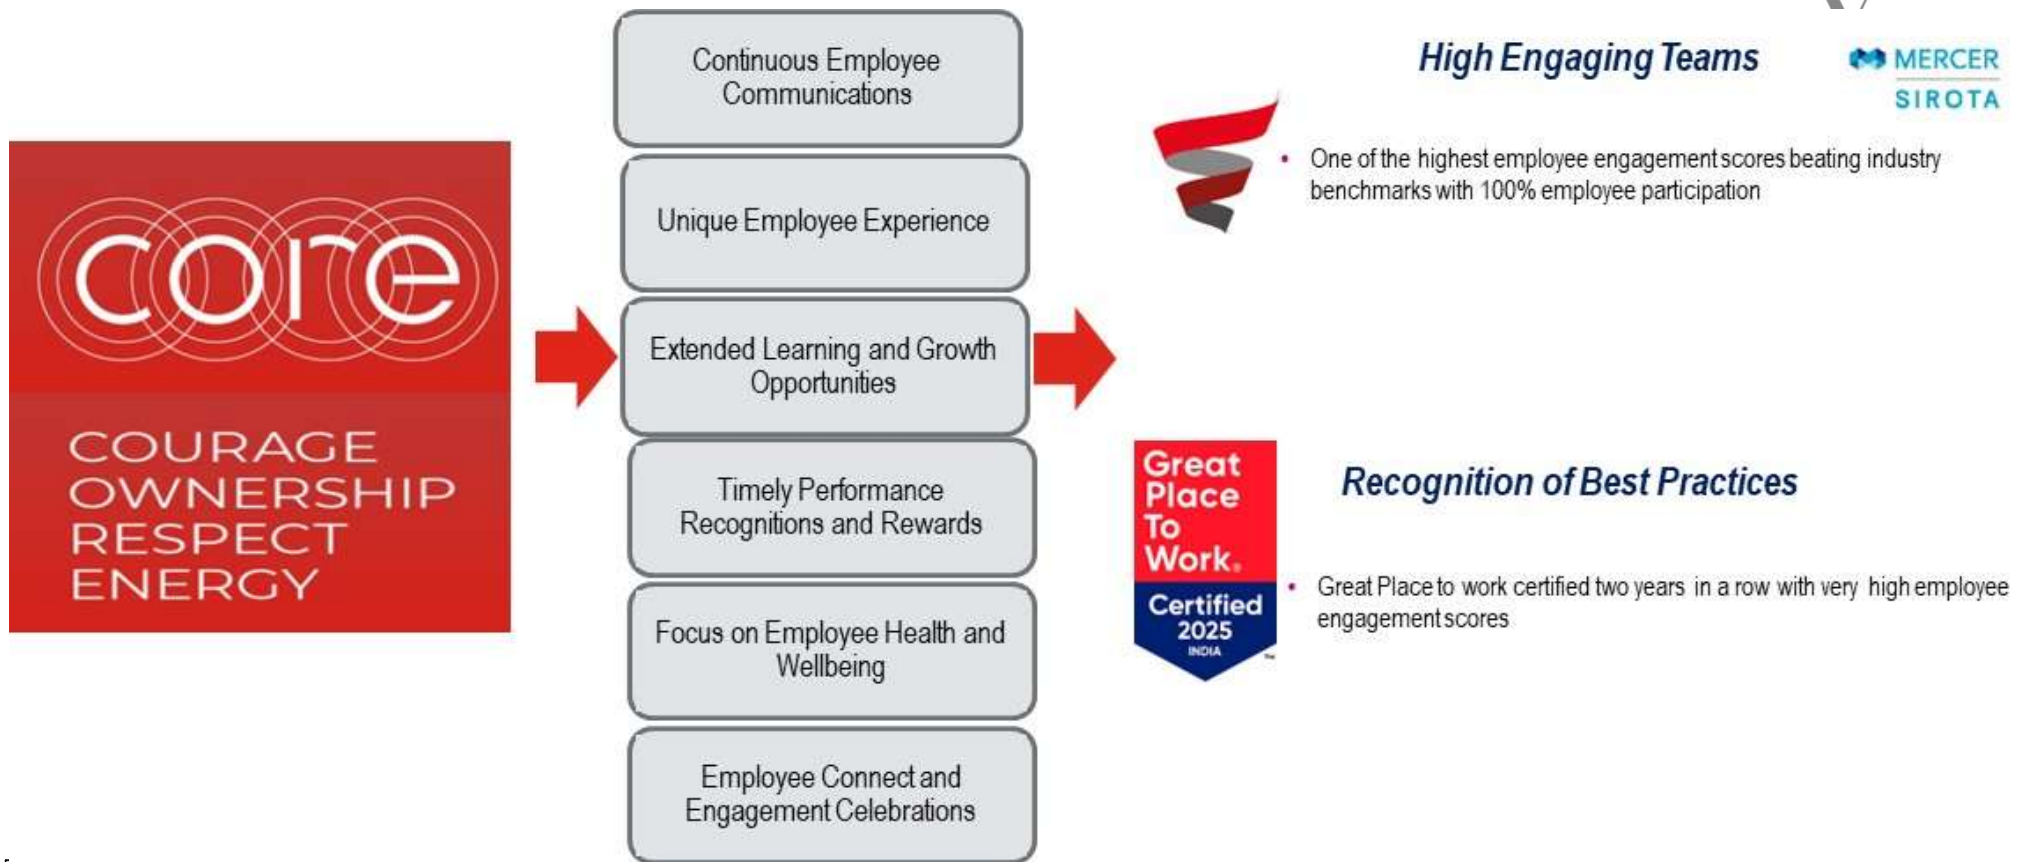 core
COURAGE
OWNERSHIP
RESPECT
ENERGY
Continuous Employee
Communications
Unique Employee Experience
Extended Learning and Growth
Opportunities
Timely Performance
Recognitions and Rewards
Focus on Employee Health and
Wellbeing
Employee Connect and
Engagement Celebrations
High Engaging Teams
MERCER
SIROTA
• One of the highest employee engagement scores beating industry
benchmarks with 100% employee participation
Great
Place
To
Work®
Certified
2025
INDIA
™
Recognition of Best Practices
• Great Place to work certified two years in a row with very high employee
engagement scores